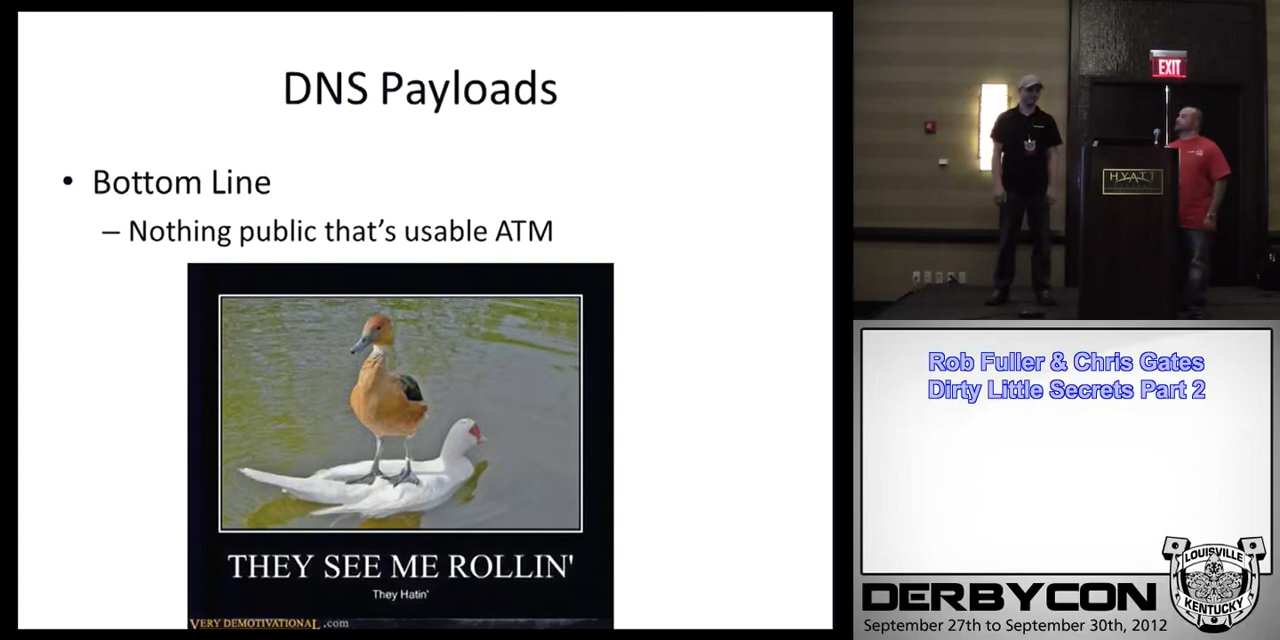 DNS Payloads
• Bottom Line
– Nothing public that's usable ATM
THEY SEE ME ROLLIN'
They Hatin'
VERY DEMOTIVATIONAL .com
EXIT
HYATT
Rob Fuller & Chris Gates
Dirty Little Secrets Part 2
LOUISVILLE
KENTUCKY
DERBYCON
September 27th to September 30th, 2012